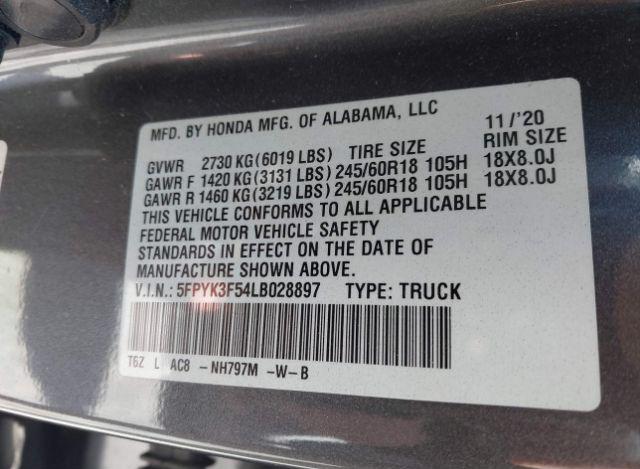 MFD. BY HONDA MFG. OF ALABAMA, LLC 11/'20
GVWR 2730 KG(6019 LBS) TIRE SIZE RIM SIZE
GAWR F 1420 KG(3131 LBS) 245/60R18 105H 18X8.0J
GAWR R 1460 KG(3219 LBS) 245/60R18 105H 18X8.0J
THIS VEHICLE CONFORMS TO ALL APPLICABLE
FEDERAL MOTOR VEHICLE SAFETY
STANDARDS IN EFFECT ON THE DATE OF
MANUFACTURE SHOWN ABOVE.
V.I.N.: 5FPYK3F54LB028897 TYPE: TRUCK
T6Z L AC8 -NH797M -W-B